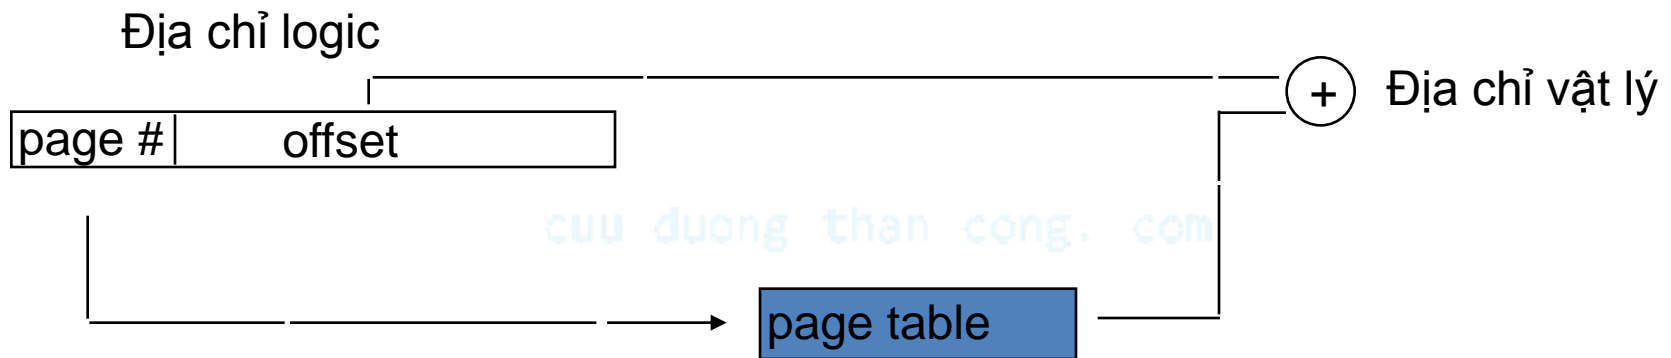 Địa chỉ logic
+ Địa chỉ vật lý
page # offset
cuu duong than cong. com
page table